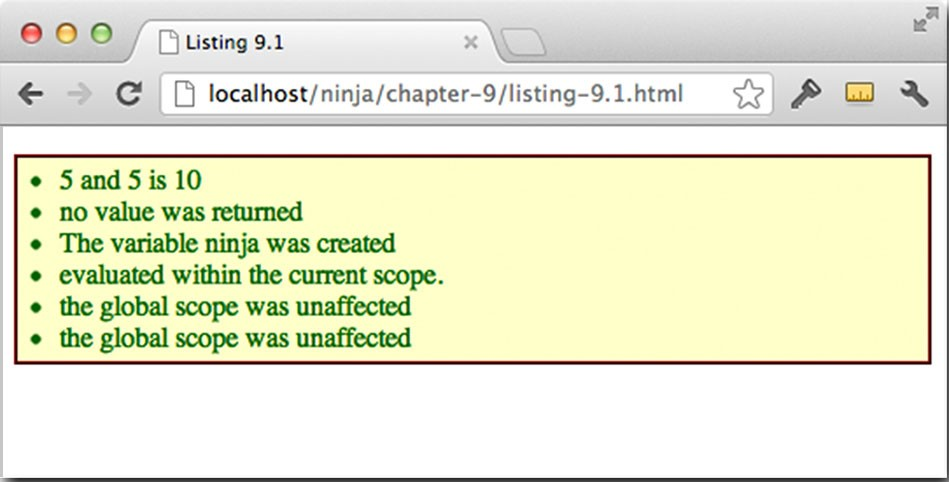 Listing 9.1
localhost/ninja/chapter-9/listing-9.1.html
5 and 5 is 10
no value was returned
The variable ninja was created
evaluated within the current scope.
the global scope was unaffected
the global scope was unaffected